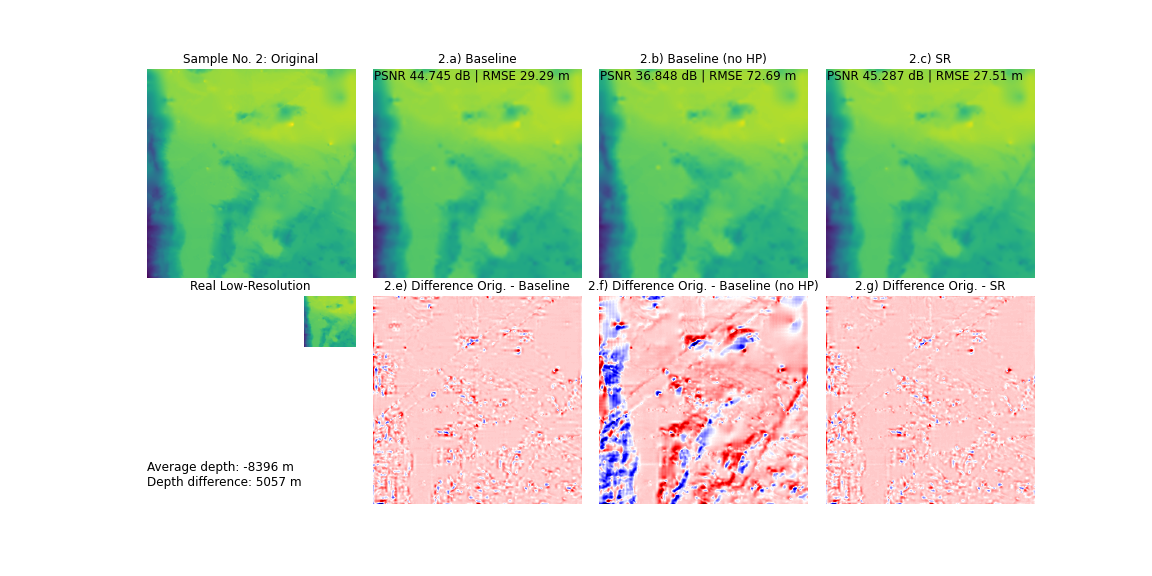 Sample No. 2: Original
2.a) Baseline
2.b) Baseline (no HP)
2.c) SR
PSNR 44.745 dB | RMSE 29.29 m
PSNR 36.848 dB | RMSE 72.69 m
PSNR 45.287 dB | RMSE 27.51 m
Real Low-Resolution
2.e) Difference Orig. - Baseline
2.f) Difference Orig. - Baseline (no HP)
2.g) Difference Orig. - SR
Average depth: -8396 m
Depth difference: 5057 m